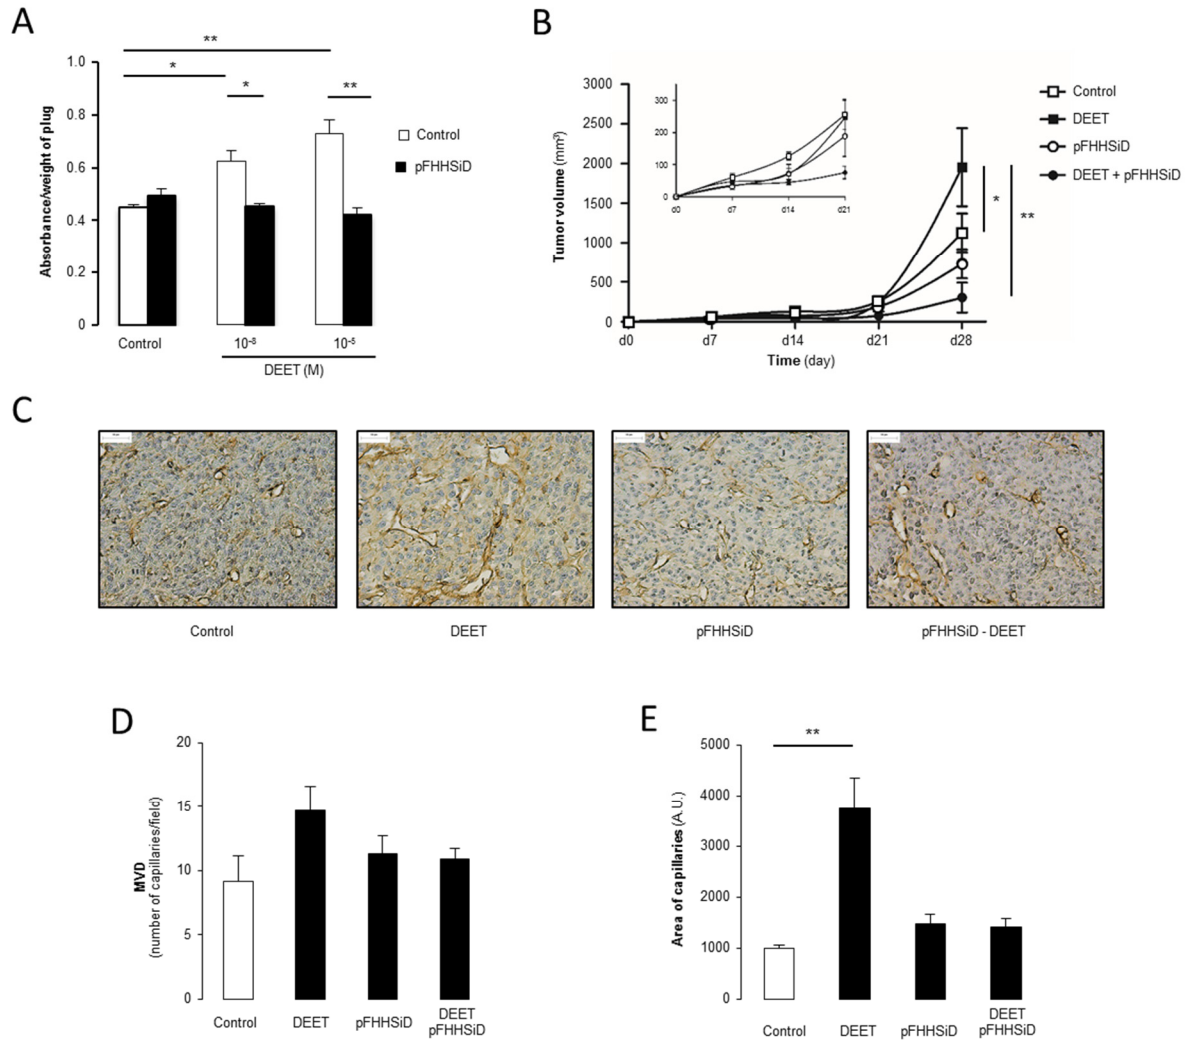 A
**
*
*
**
1.0
0.8
0.6
0.4
0.2
0
Absorbance/weight of plug
Control
pFHHSiD
Control
10⁻⁸
10⁻⁵
DEET (M)
B
3000
2500
2000
1500
1000
500
0
Tumor volume (mm³)
300
200
100
0
d0
d7
d14
d21
Control
DEET
pFHHSiD
DEET + pFHHSiD
*
**
d0
d7
d14
d21
d28
Time (day)
C
Control
DEET
pFHHSiD
pFHHSiD - DEET
D
20
15
10
5
0
MVD
(number of capillaries/field)
Control
DEET
pFHHSiD
DEET
pFHHSiD
E
**
5000
4000
3000
2000
1000
0
Area of capillaries (A.U.)
Control
DEET
pFHHSiD
DEET
pFHHSiD